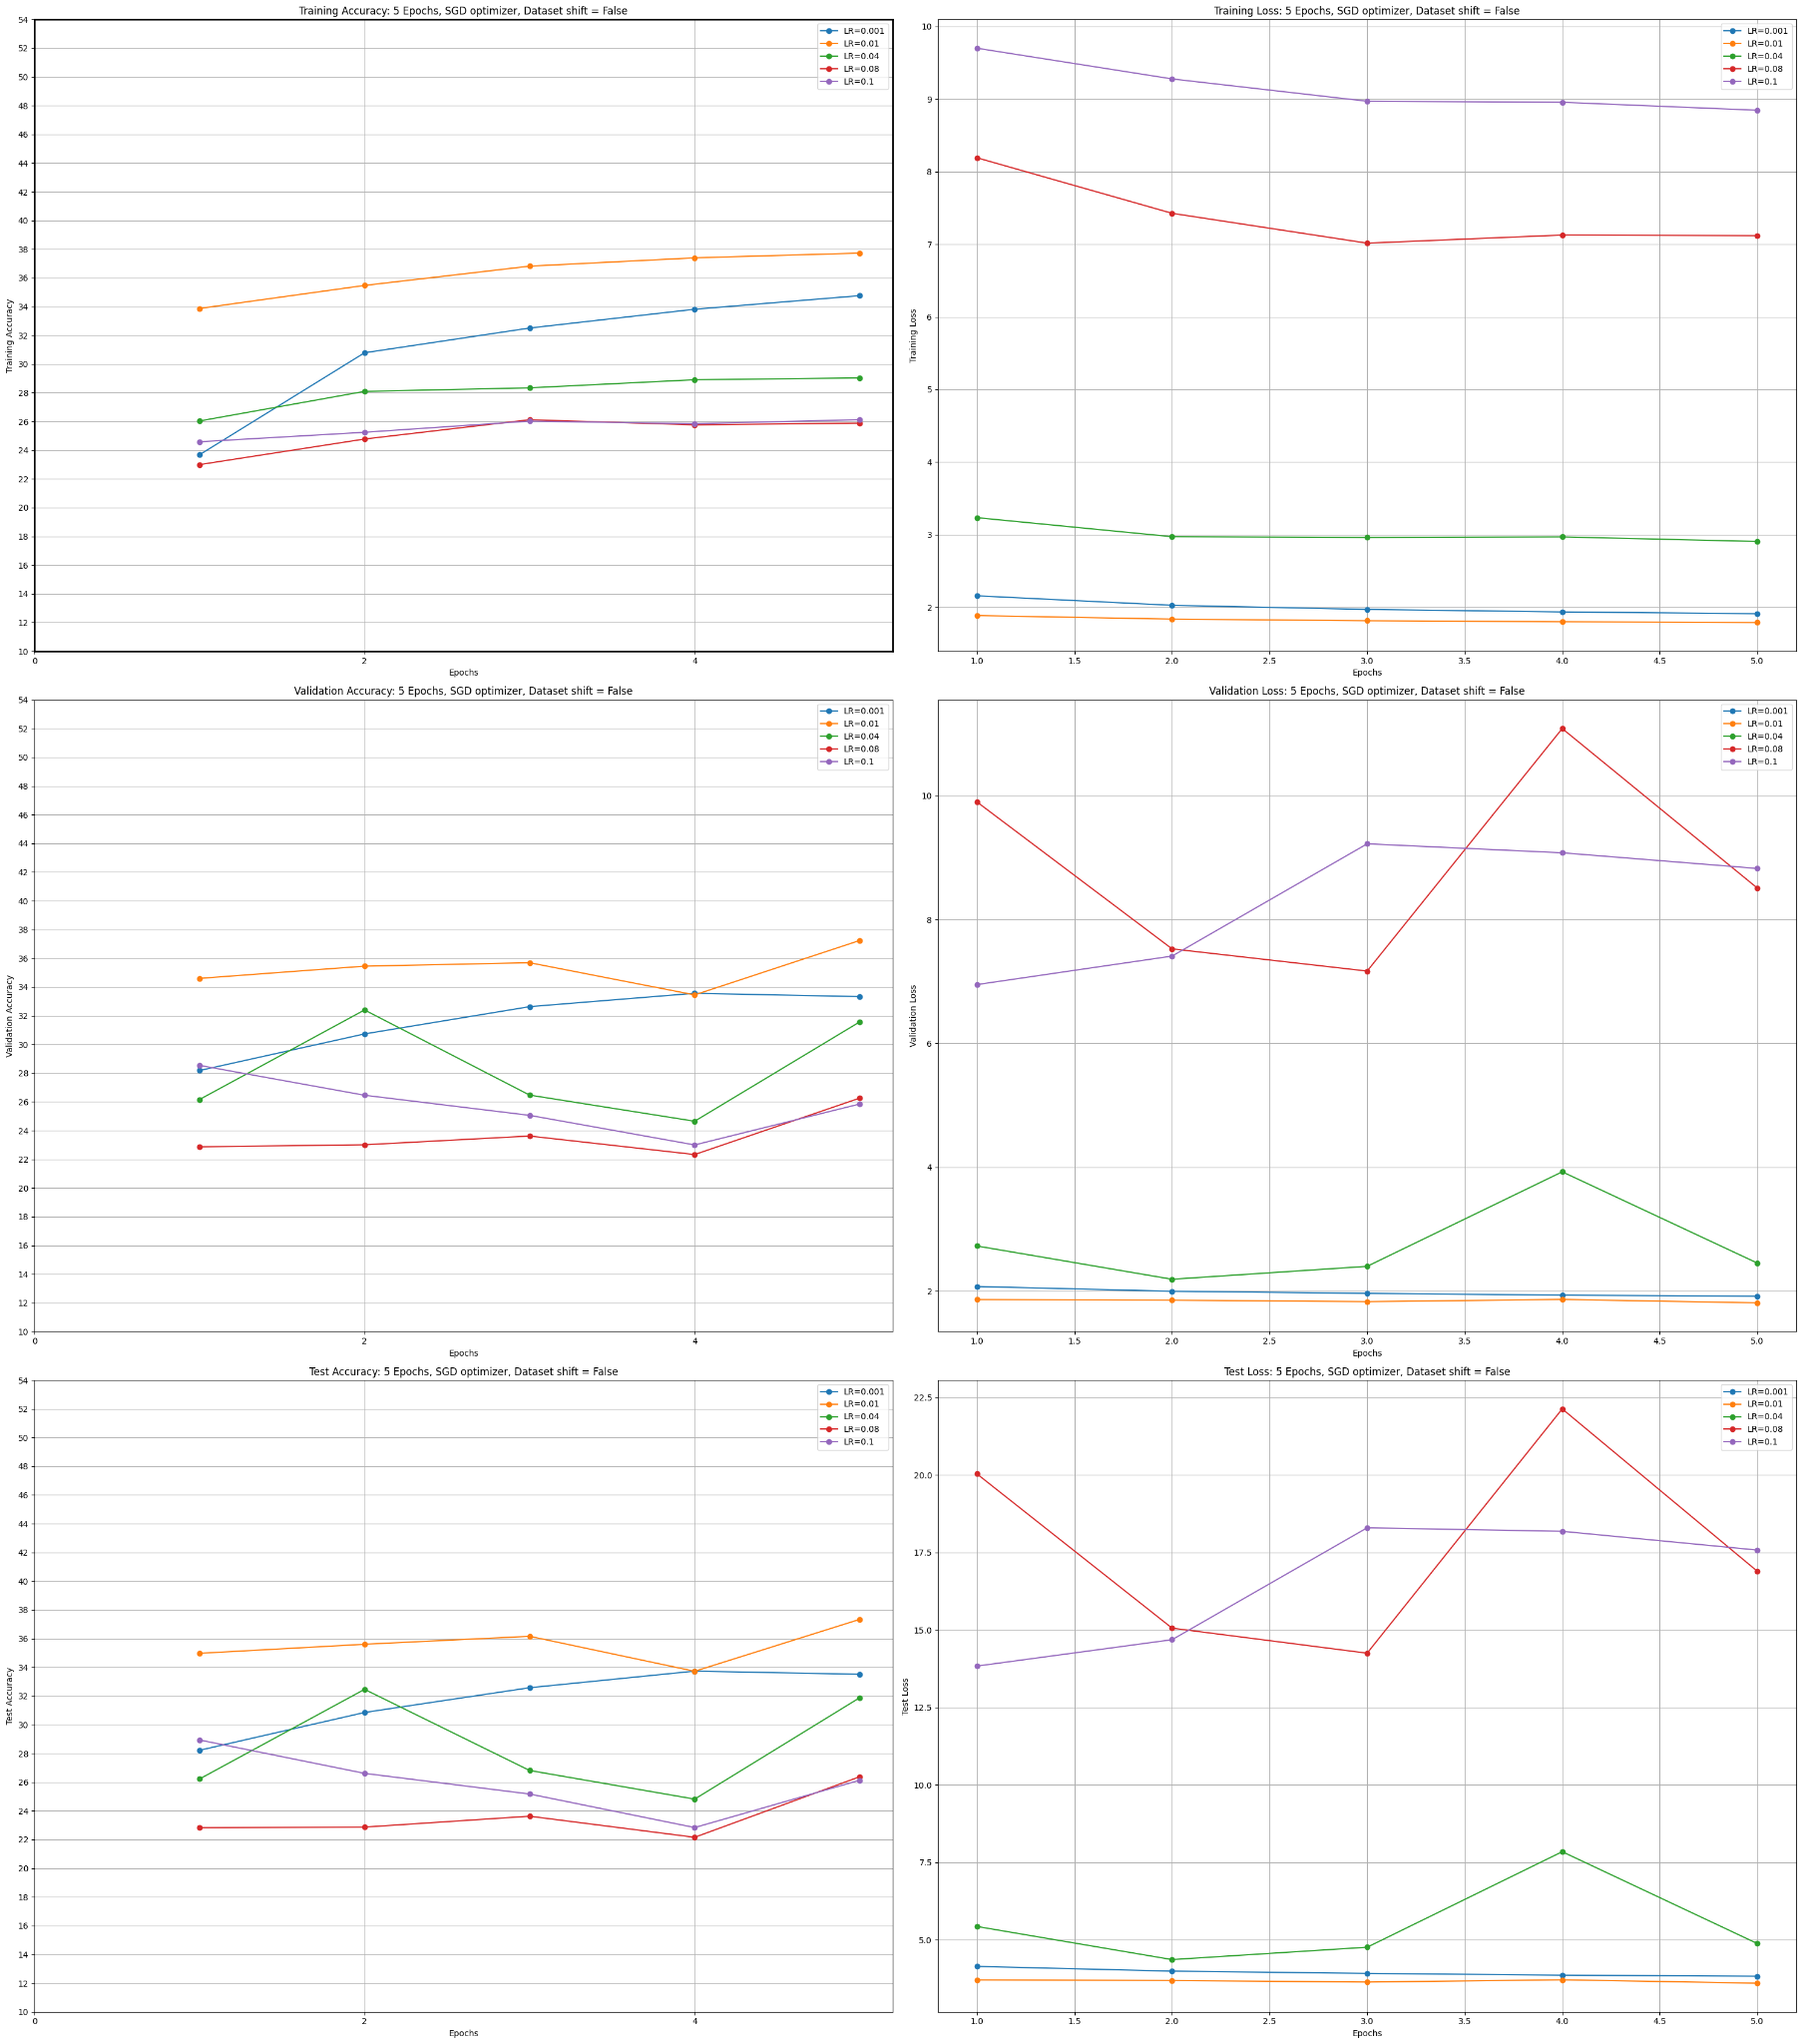 Training Accuracy: 5 Epochs, SGD optimizer, Dataset shift = False
54
52
50
48
46
44
42
40
38
36
34
32
30
28
26
24
22
20
18
16
14
12
10
Training Accuracy
LR=0.001
LR=0.01
LR=0.04
LR=0.08
LR=0.1
0 2 4
Epochs
Training Loss: 5 Epochs, SGD optimizer, Dataset shift = False
10
9
8
7
6
5
4
3
2
Training Loss
LR=0.001
LR=0.01
LR=0.04
LR=0.08
LR=0.1
1.0 1.5 2.0 2.5 3.0 3.5 4.0 4.5 5.0
Epochs
Validation Accuracy: 5 Epochs, SGD optimizer, Dataset shift = False
54
52
50
48
46
44
42
40
38
36
34
32
30
28
26
24
22
20
18
16
14
12
10
Validation Accuracy
LR=0.001
LR=0.01
LR=0.04
LR=0.08
LR=0.1
0 2 4
Epochs
Validation Loss: 5 Epochs, SGD optimizer, Dataset shift = False
10
8
6
4
2
Validation Loss
LR=0.001
LR=0.01
LR=0.04
LR=0.08
LR=0.1
1.0 1.5 2.0 2.5 3.0 3.5 4.0 4.5 5.0
Epochs
Test Accuracy: 5 Epochs, SGD optimizer, Dataset shift = False
54
52
50
48
46
44
42
40
38
36
34
32
30
28
26
24
22
20
18
16
14
12
10
Test Accuracy
LR=0.001
LR=0.01
LR=0.04
LR=0.08
LR=0.1
0 2 4
Epochs
Test Loss: 5 Epochs, SGD optimizer, Dataset shift = False
22.5
20.0
17.5
15.0
12.5
10.0
7.5
5.0
Test Loss
LR=0.001
LR=0.01
LR=0.04
LR=0.08
LR=0.1
1.0 1.5 2.0 2.5 3.0 3.5 4.0 4.5 5.0
Epochs